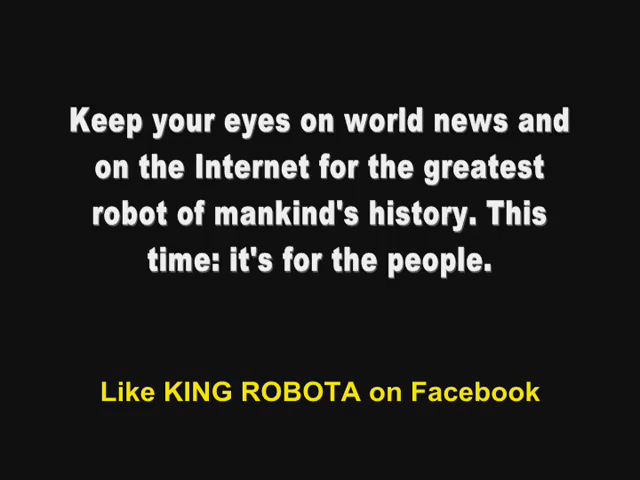 Keep your eyes on world news and
on the Internet for the greatest
robot of mankind's history. This
time: it's for the people.
Like KING ROBOTA on Facebook